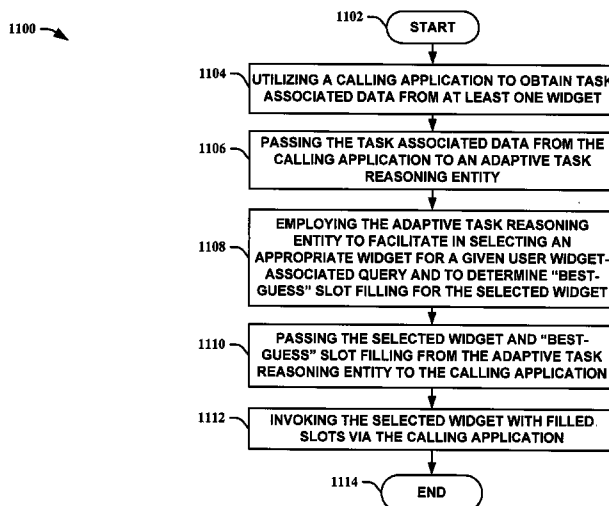 1100
1102
START
1104
UTILIZING A CALLING APPLICATION TO OBTAIN TASK
ASSOCIATED DATA FROM AT LEAST ONE WIDGET
1106
PASSING THE TASK ASSOCIATED DATA FROM THE
CALLING APPLICATION TO AN ADAPTIVE TASK
REASONING ENTITY
1108
EMPLOYING THE ADAPTIVE TASK REASONING
ENTITY TO FACILITATE IN SELECTING AN
APPROPRIATE WIDGET FOR A GIVEN USER WIDGET-
ASSOCIATED QUERY AND TO DETERMINE "BEST-
GUESS" SLOT FILLING FOR THE SELECTED WIDGET
1110
PASSING THE SELECTED WIDGET AND "BEST-
GUESS" SLOT FILLING FROM THE ADAPTIVE TASK
REASONING ENTITY TO THE CALLING APPLICATION
1112
INVOKING THE SELECTED WIDGET WITH FILLED
SLOTS VIA THE CALLING APPLICATION
1114
END